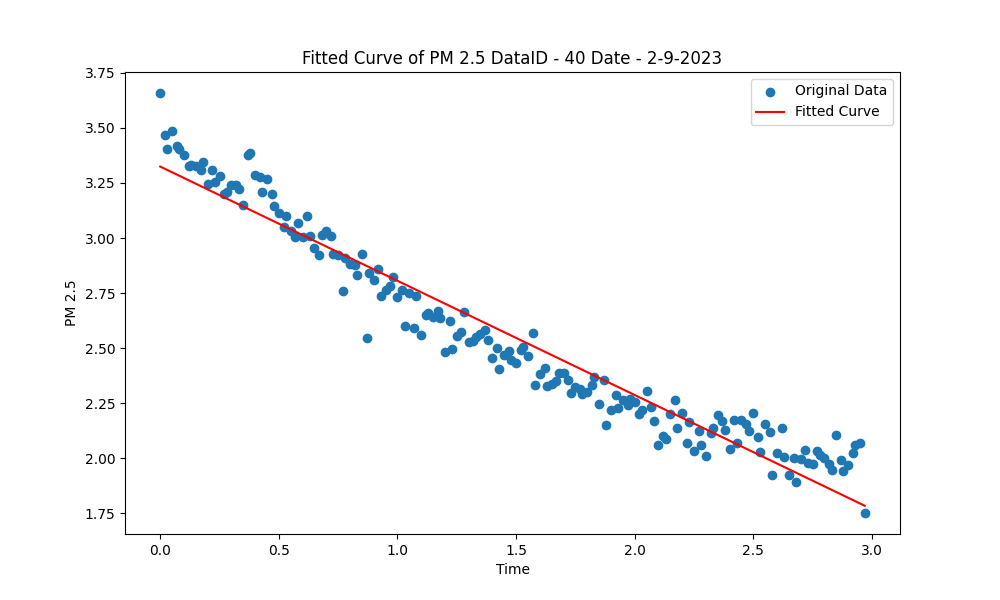 Fitted Curve of PM 2.5 DataID - 40 Date - 2-9-2023
Original Data
Fitted Curve
PM 2.5
3.75
3.50
3.25
3.00
2.75
2.50
2.25
2.00
1.75
0.0 0.5 1.0 1.5 2.0 2.5 3.0
Time